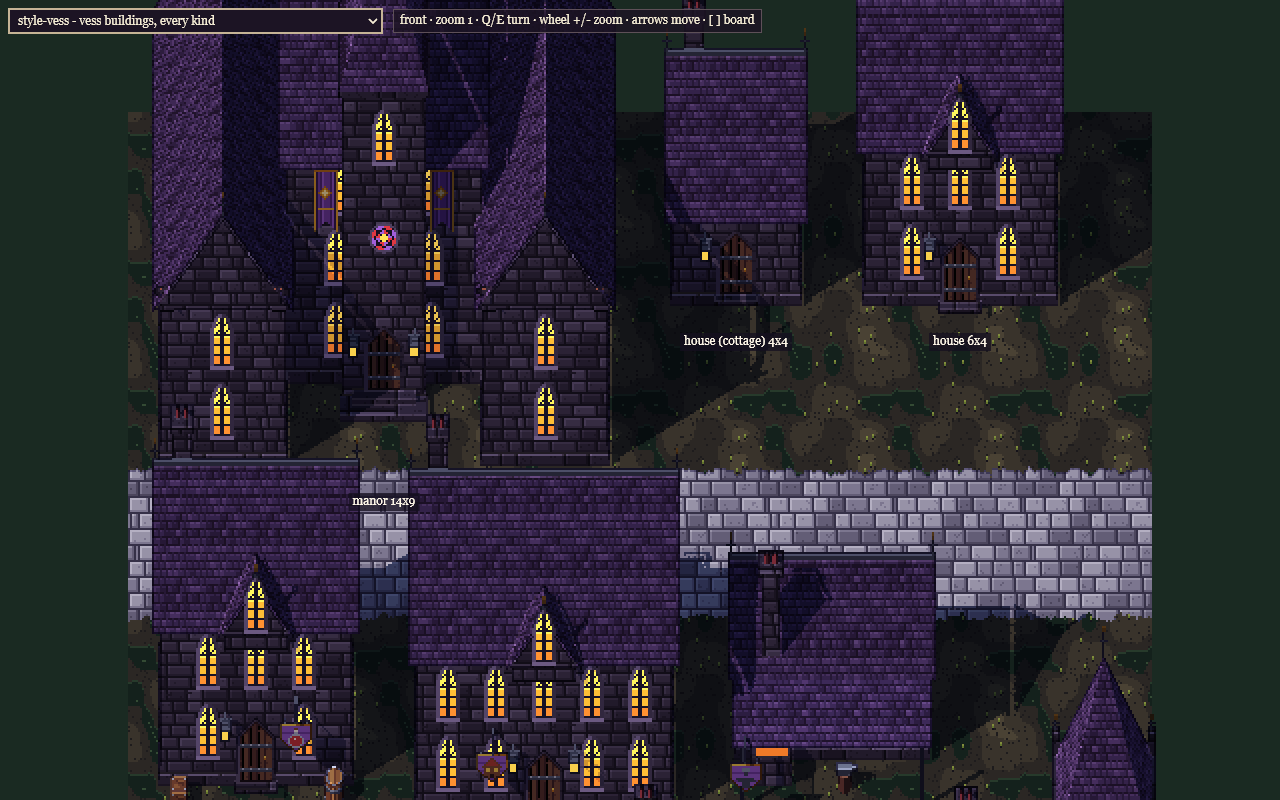 style-vess - vess buildings, every kind
front · zoom 1 · Q/E turn · wheel +/- zoom · arrows move · [ ] board
house (cottage) 4x4
house 6x4
manor 14x9